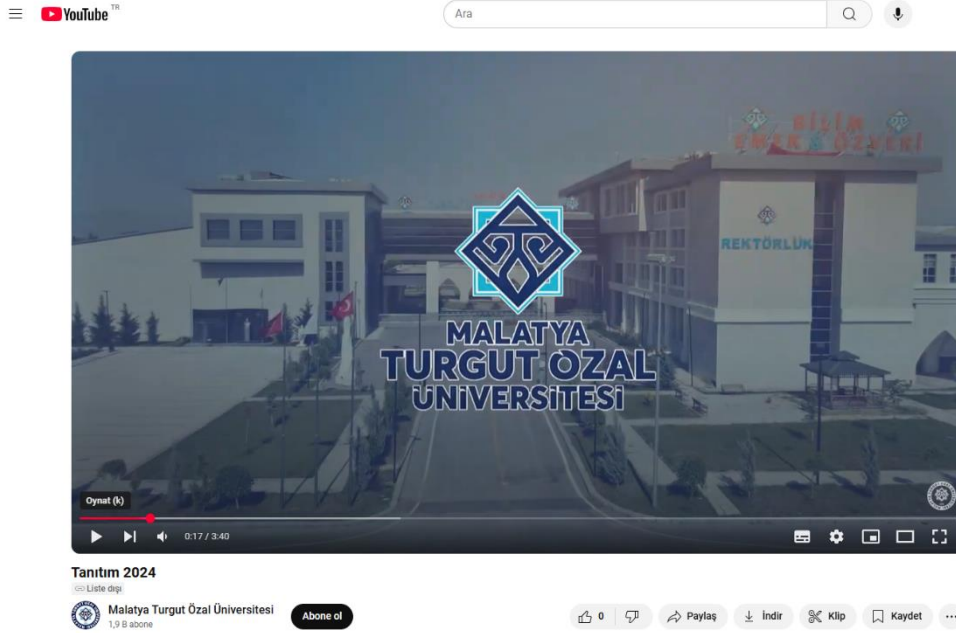 YouTube TR
Ara
BİLİM
EMEK & ÖZVERİ
REKTÖRLÜK
MALATYA
TURGUT ÖZAL
ÜNİVERSİTESİ
Oynat (k)
0:17 / 3:40
Tanıtım 2024
Liste dışı
Malatya Turgut Özal Üniversitesi
1,9 B abone
Abone ol
0
Paylaş
İndir
Klip
Kaydet